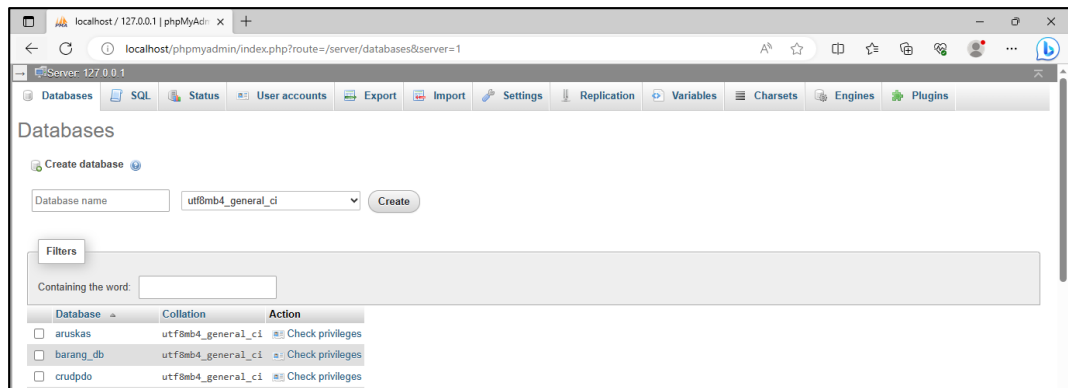 localhost / 127.0.0.1 | phpMyAdn
localhost/phpmyadmin/index.php?route=/server/databases&server=1
Server: 127.0.0.1
Databases SQL Status User accounts Export Import Settings Replication Variables Charsets Engines Plugins
Databases
Create database
Database name utf8mb4_general_ci Create
Filters
Containing the word:
Database Collation Action
aruskas utf8mb4_general_ci Check privileges
barang_db utf8mb4_general_ci Check privileges
crudpdo utf8mb4_general_ci Check privileges